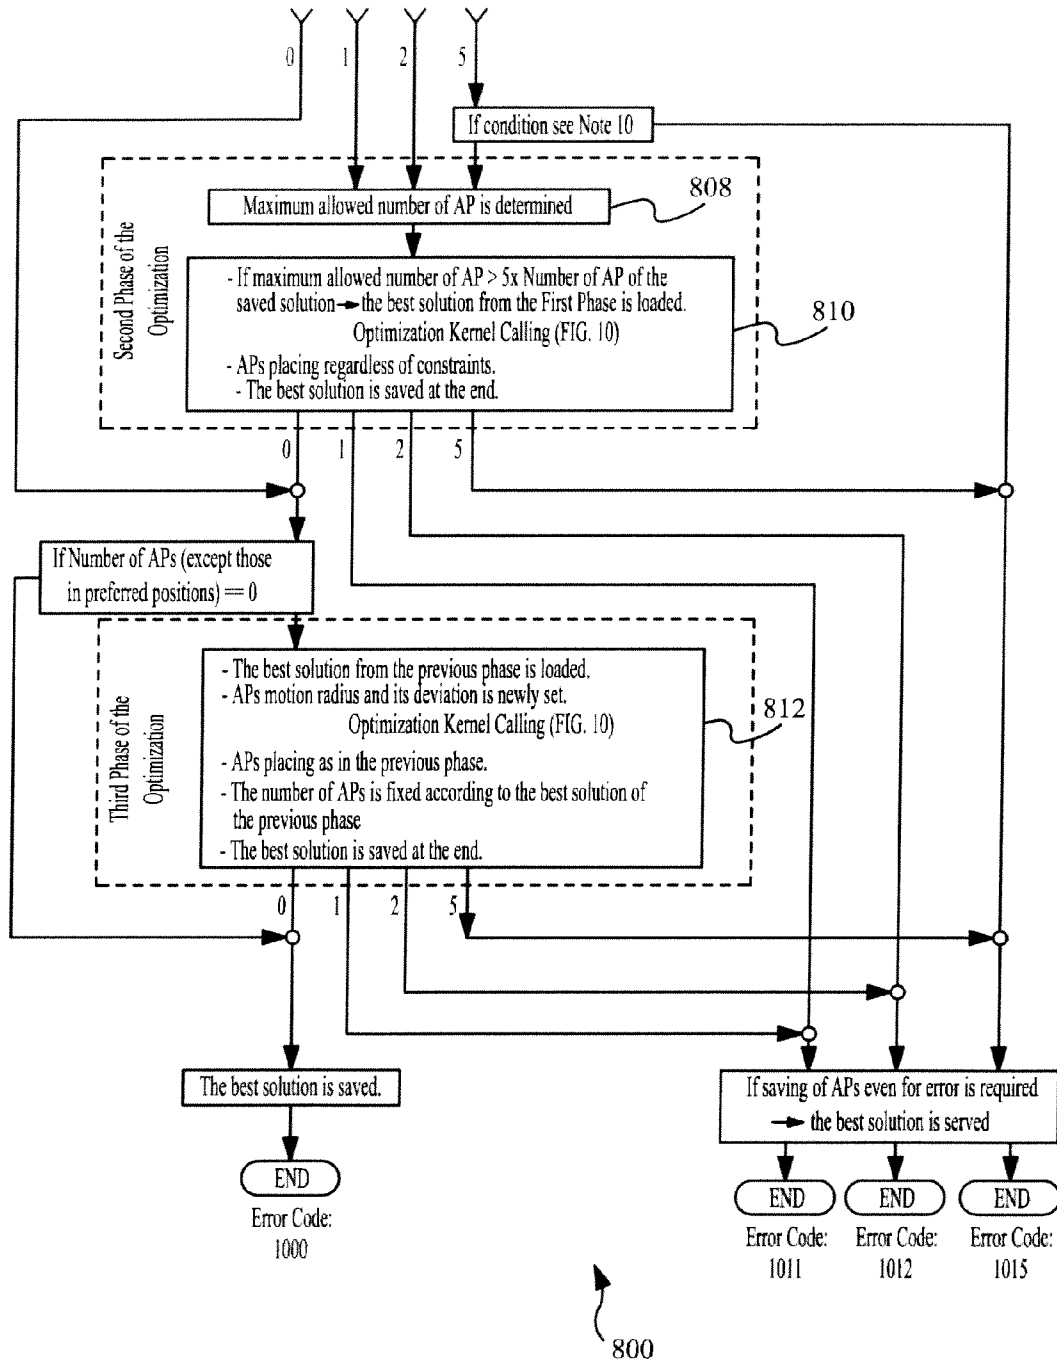 0 1 2 5
If condition see Note 10
808
Maximum allowed number of AP is determined
Second Phase of the
Optimization
- If maximum allowed number of AP > 5x Number of AP of the
saved solution → the best solution from the First Phase is loaded.
Optimization Kernel Calling (FIG. 10)
- APs placing regardless of constraints.
- The best solution is saved at the end.
810
0 1 2 5
If Number of APs (except those
in preferred positions) == 0
Third Phase of the
Optimization
- The best solution from the previous phase is loaded.
- APs motion radius and its deviation is newly set.
Optimization Kernel Calling (FIG. 10)
- APs placing as in the previous phase.
- The number of APs is fixed according to the best solution of
the previous phase
- The best solution is saved at the end.
812
0 1 2 5
The best solution is saved.
If saving of APs even for error is required
→ the best solution is served
END
Error Code:
1000
END END END
Error Code: Error Code: Error Code:
1011 1012 1015
800